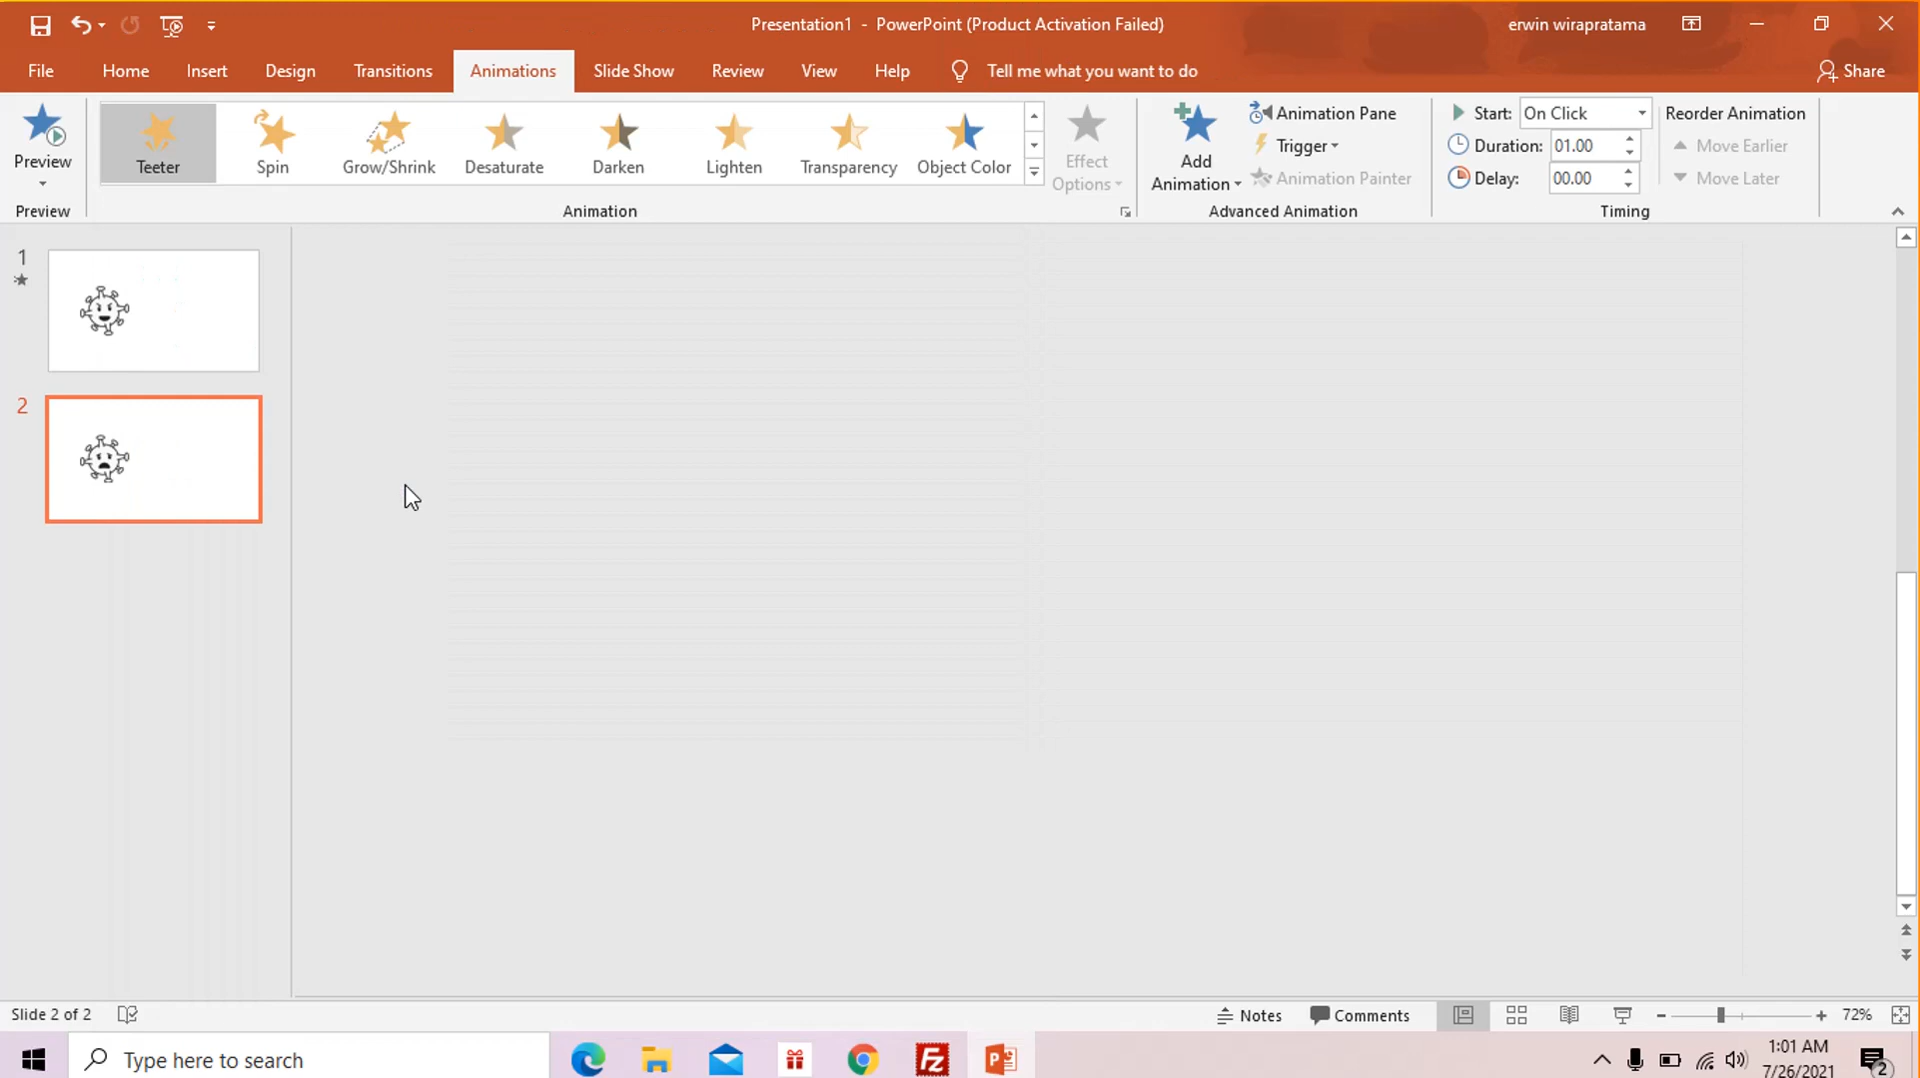 Presentation1 - PowerPoint (Product Activation Failed)
erwin wirapratama
File
Home
Insert
Design
Transitions
Animations
Slide Show
Review
View
Help
Tell me what you want to do
Share
Preview
Preview
Teeter
Spin
Grow/Shrink
Desaturate
Darken
Lighten
Transparency
Object Color
Animation
Effect
Options
Add
Animation
Animation Pane
Trigger
Animation Painter
Advanced Animation
Start: On Click
Duration: 01.00
Delay: 00.00
Reorder Animation
Move Earlier
Move Later
Timing
1
2
Slide 2 of 2
Notes
Comments
72%
Type here to search
1:01 AM
7/26/2021
2